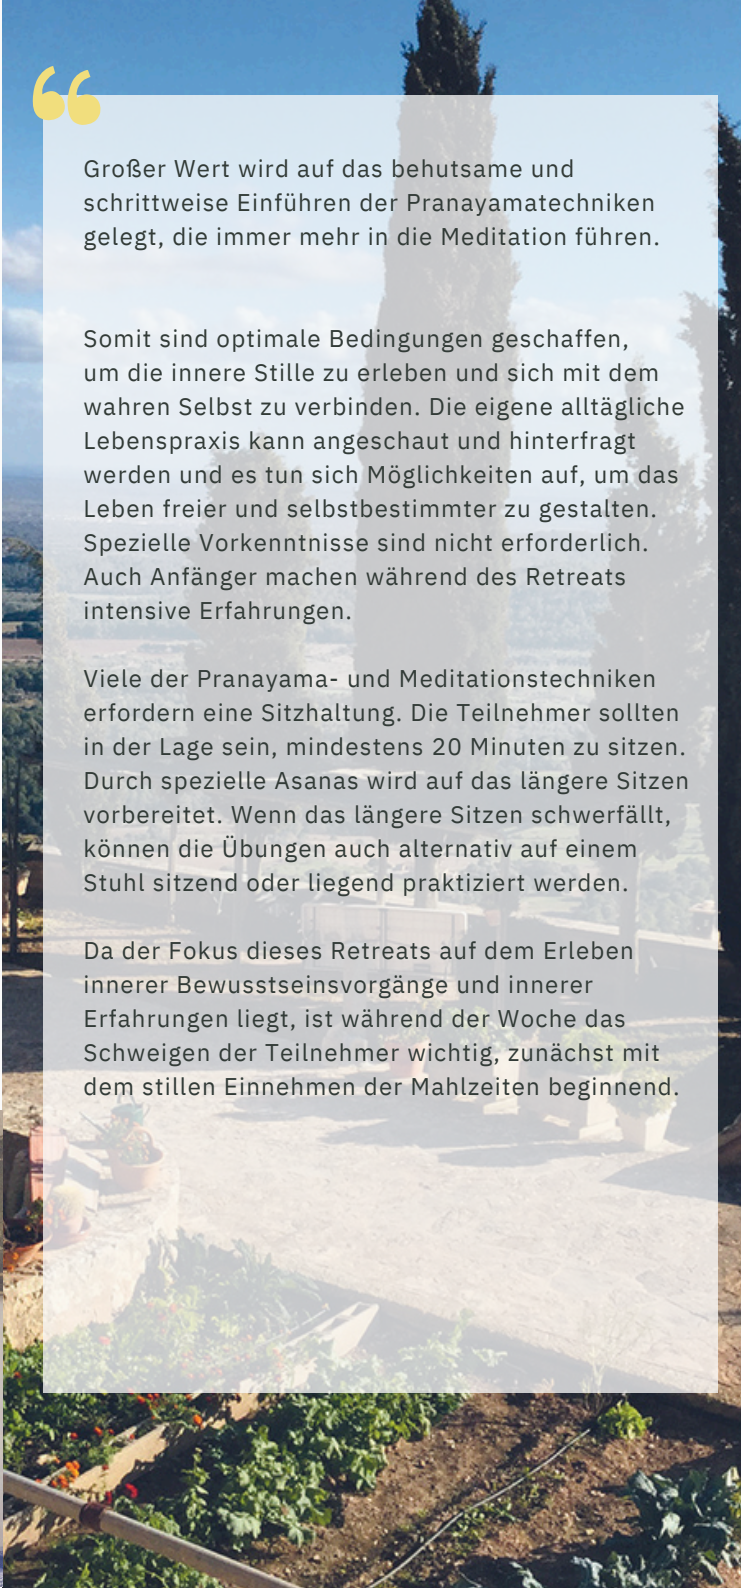 “
Großer Wert wird auf das behutsame und
schrittweise Einführen der Pranayamatechniken
gelegt, die immer mehr in die Meditation führen.
Somit sind optimale Bedingungen geschaffen,
um die innere Stille zu erleben und sich mit dem
wahren Selbst zu verbinden. Die eigene alltägliche
Lebenspraxis kann angeschaut und hinterfragt
werden und es tun sich Möglichkeiten auf, um das
Leben freier und selbstbestimmter zu gestalten.
Spezielle Vorkenntnisse sind nicht erforderlich.
Auch Anfänger machen während des Retreats
intensive Erfahrungen.
Viele der Pranayama- und Meditationstechniken
erfordern eine Sitzhaltung. Die Teilnehmer sollten
in der Lage sein, mindestens 20 Minuten zu sitzen.
Durch spezielle Asanas wird auf das längere Sitzen
vorbereitet. Wenn das längere Sitzen schwerfällt,
können die Übungen auch alternativ auf einem
Stuhl sitzend oder liegend praktiziert werden.
Da der Fokus dieses Retreats auf dem Erleben
innerer Bewusstseinsvorgänge und innerer
Erfahrungen liegt, ist während der Woche das
Schweigen der Teilnehmer wichtig, zunächst mit
dem stillen Einnehmen der Mahlzeiten beginnend.